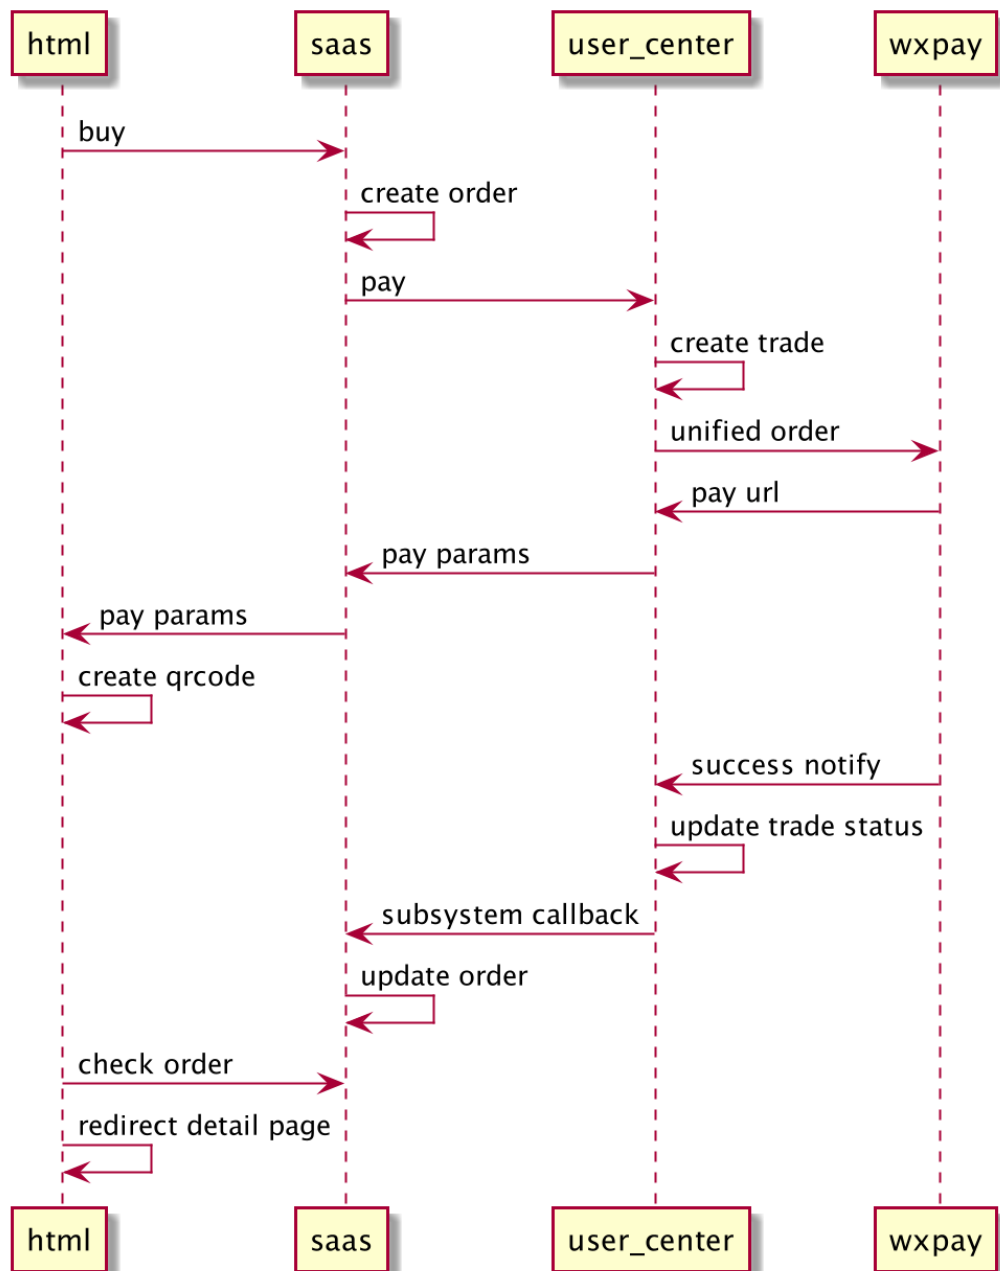 html
saas
user_center
wxpay
buy
create order
pay
create trade
unified order
pay url
pay params
pay params
create qrcode
success notify
update trade status
subsystem callback
update order
check order
redirect detail page
html
saas
user_center
wxpay